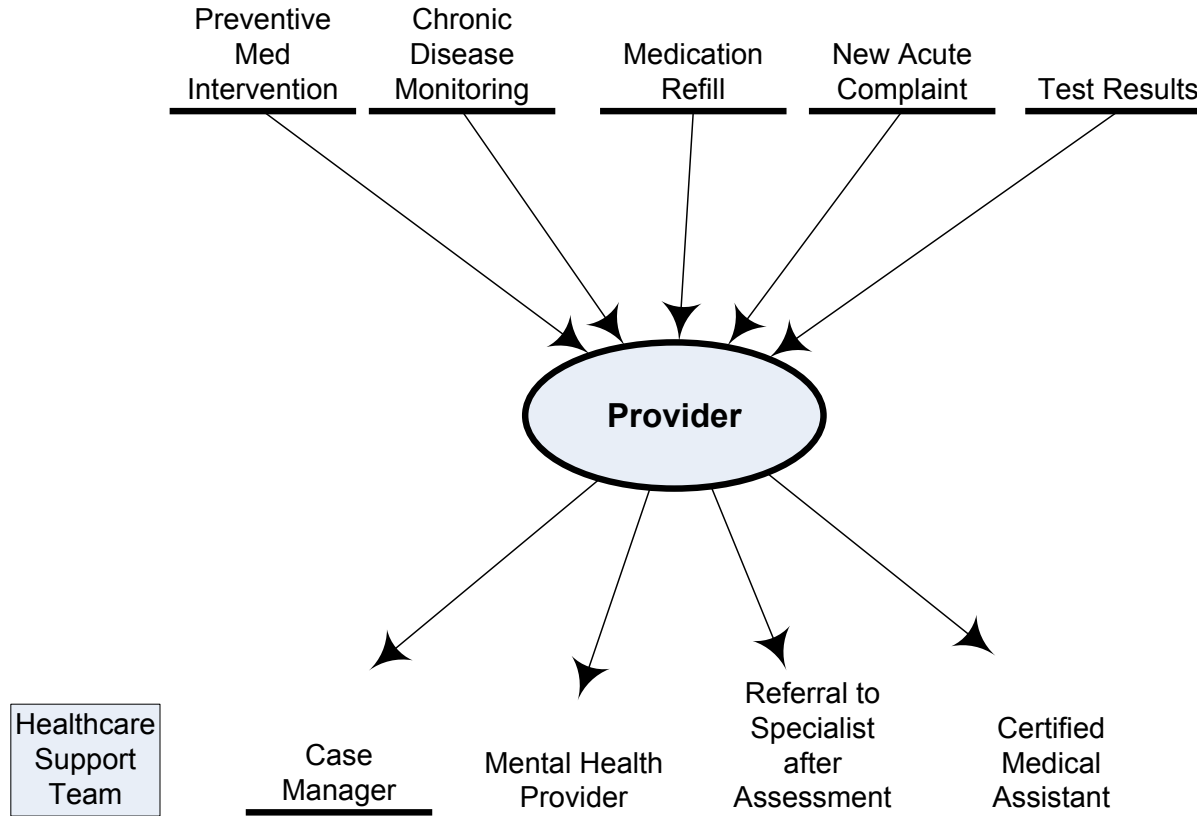 Preventive
Med
Intervention
Chronic
Disease
Monitoring
Medication
Refill
New Acute
Complaint
Test Results
Provider
Healthcare
Support
Team
Case
Manager
Mental Health
Provider
Referral to
Specialist
after
Assessment
Certified
Medical
Assistant